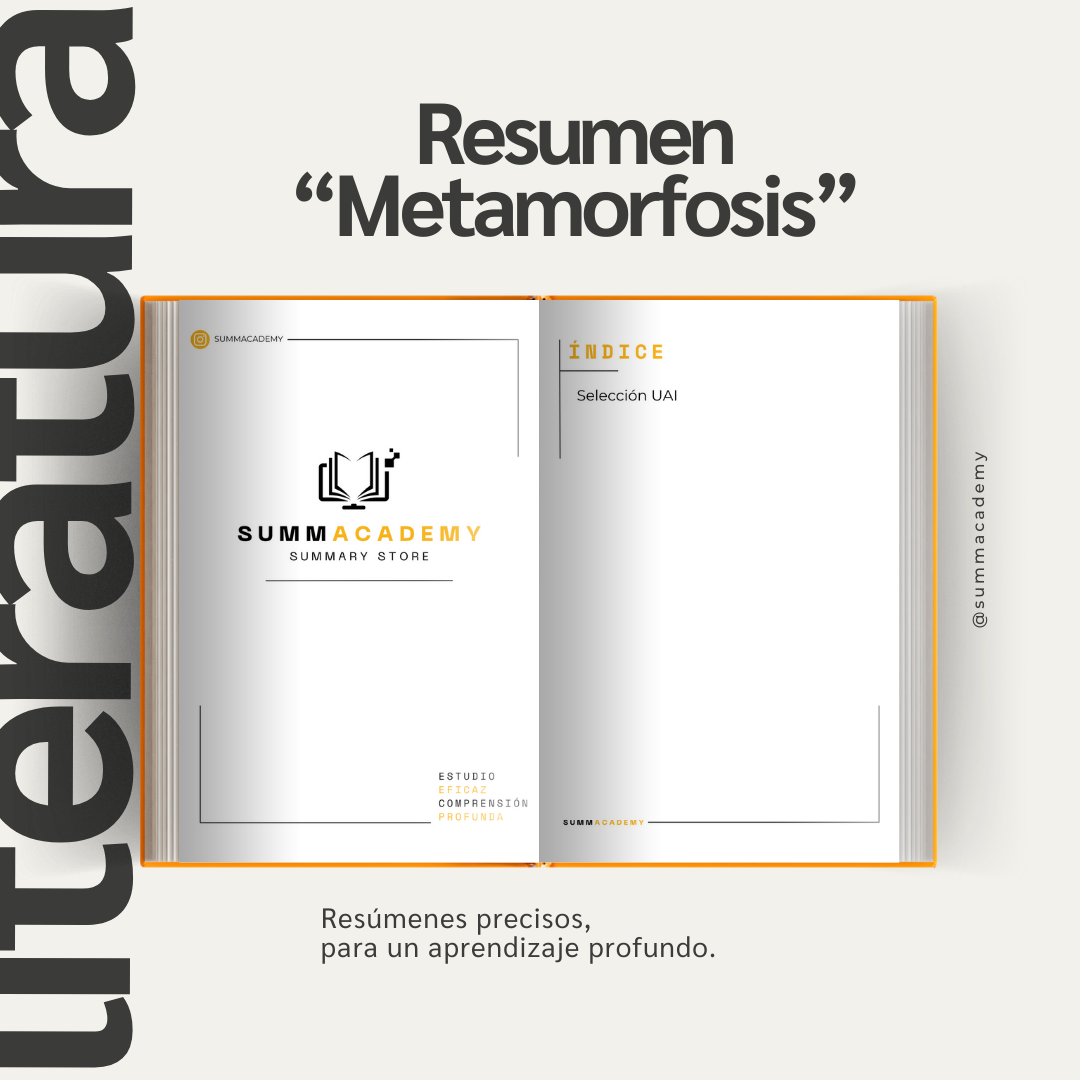 Literatura
Resumen
“Metamorfosis”
SUMMACADEMY
SUMMACADEMY
SUMMARY STORE
ESTUDIO
EFICAZ
COMPRENSIÓN
PROFUNDA
ÍNDICE
Selección UAI
SUMMACADEMY
@summacademy
Resúmenes precisos,
para un aprendizaje profundo.